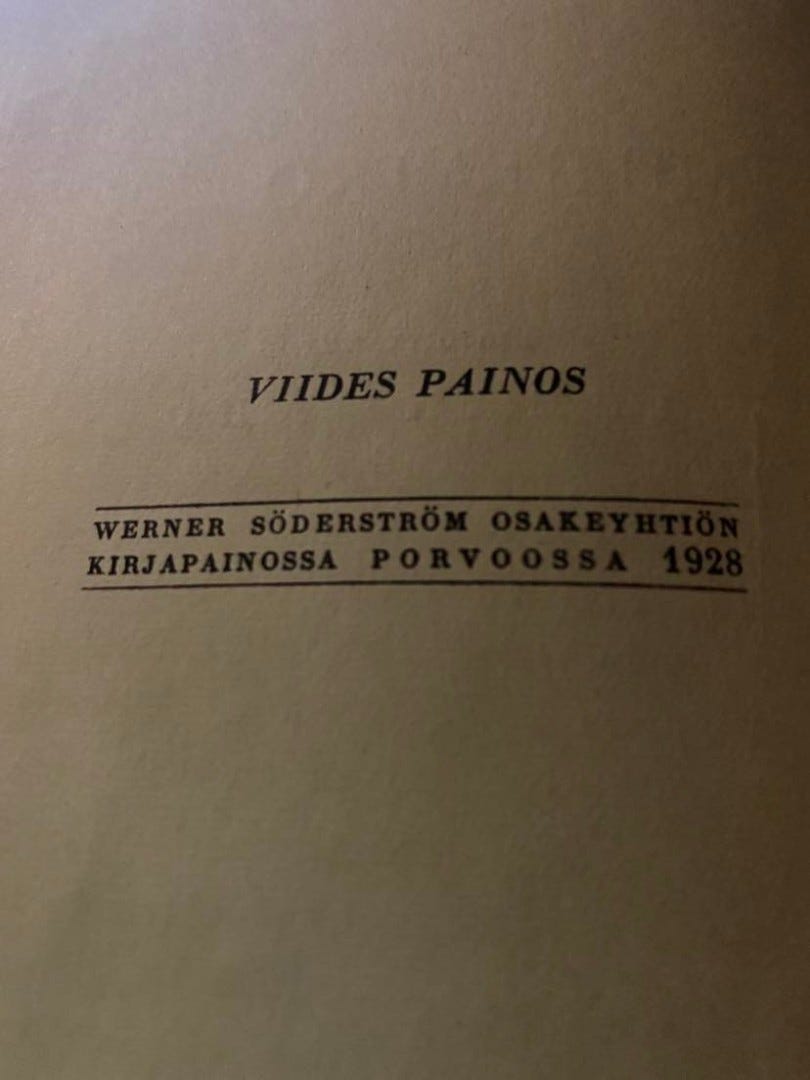 VIIDES PAINOS
WERNER SÖDERSTRÖM OSAKEYHTIÖN
KIRJAPAINOSSA PORVOOSSA 1928